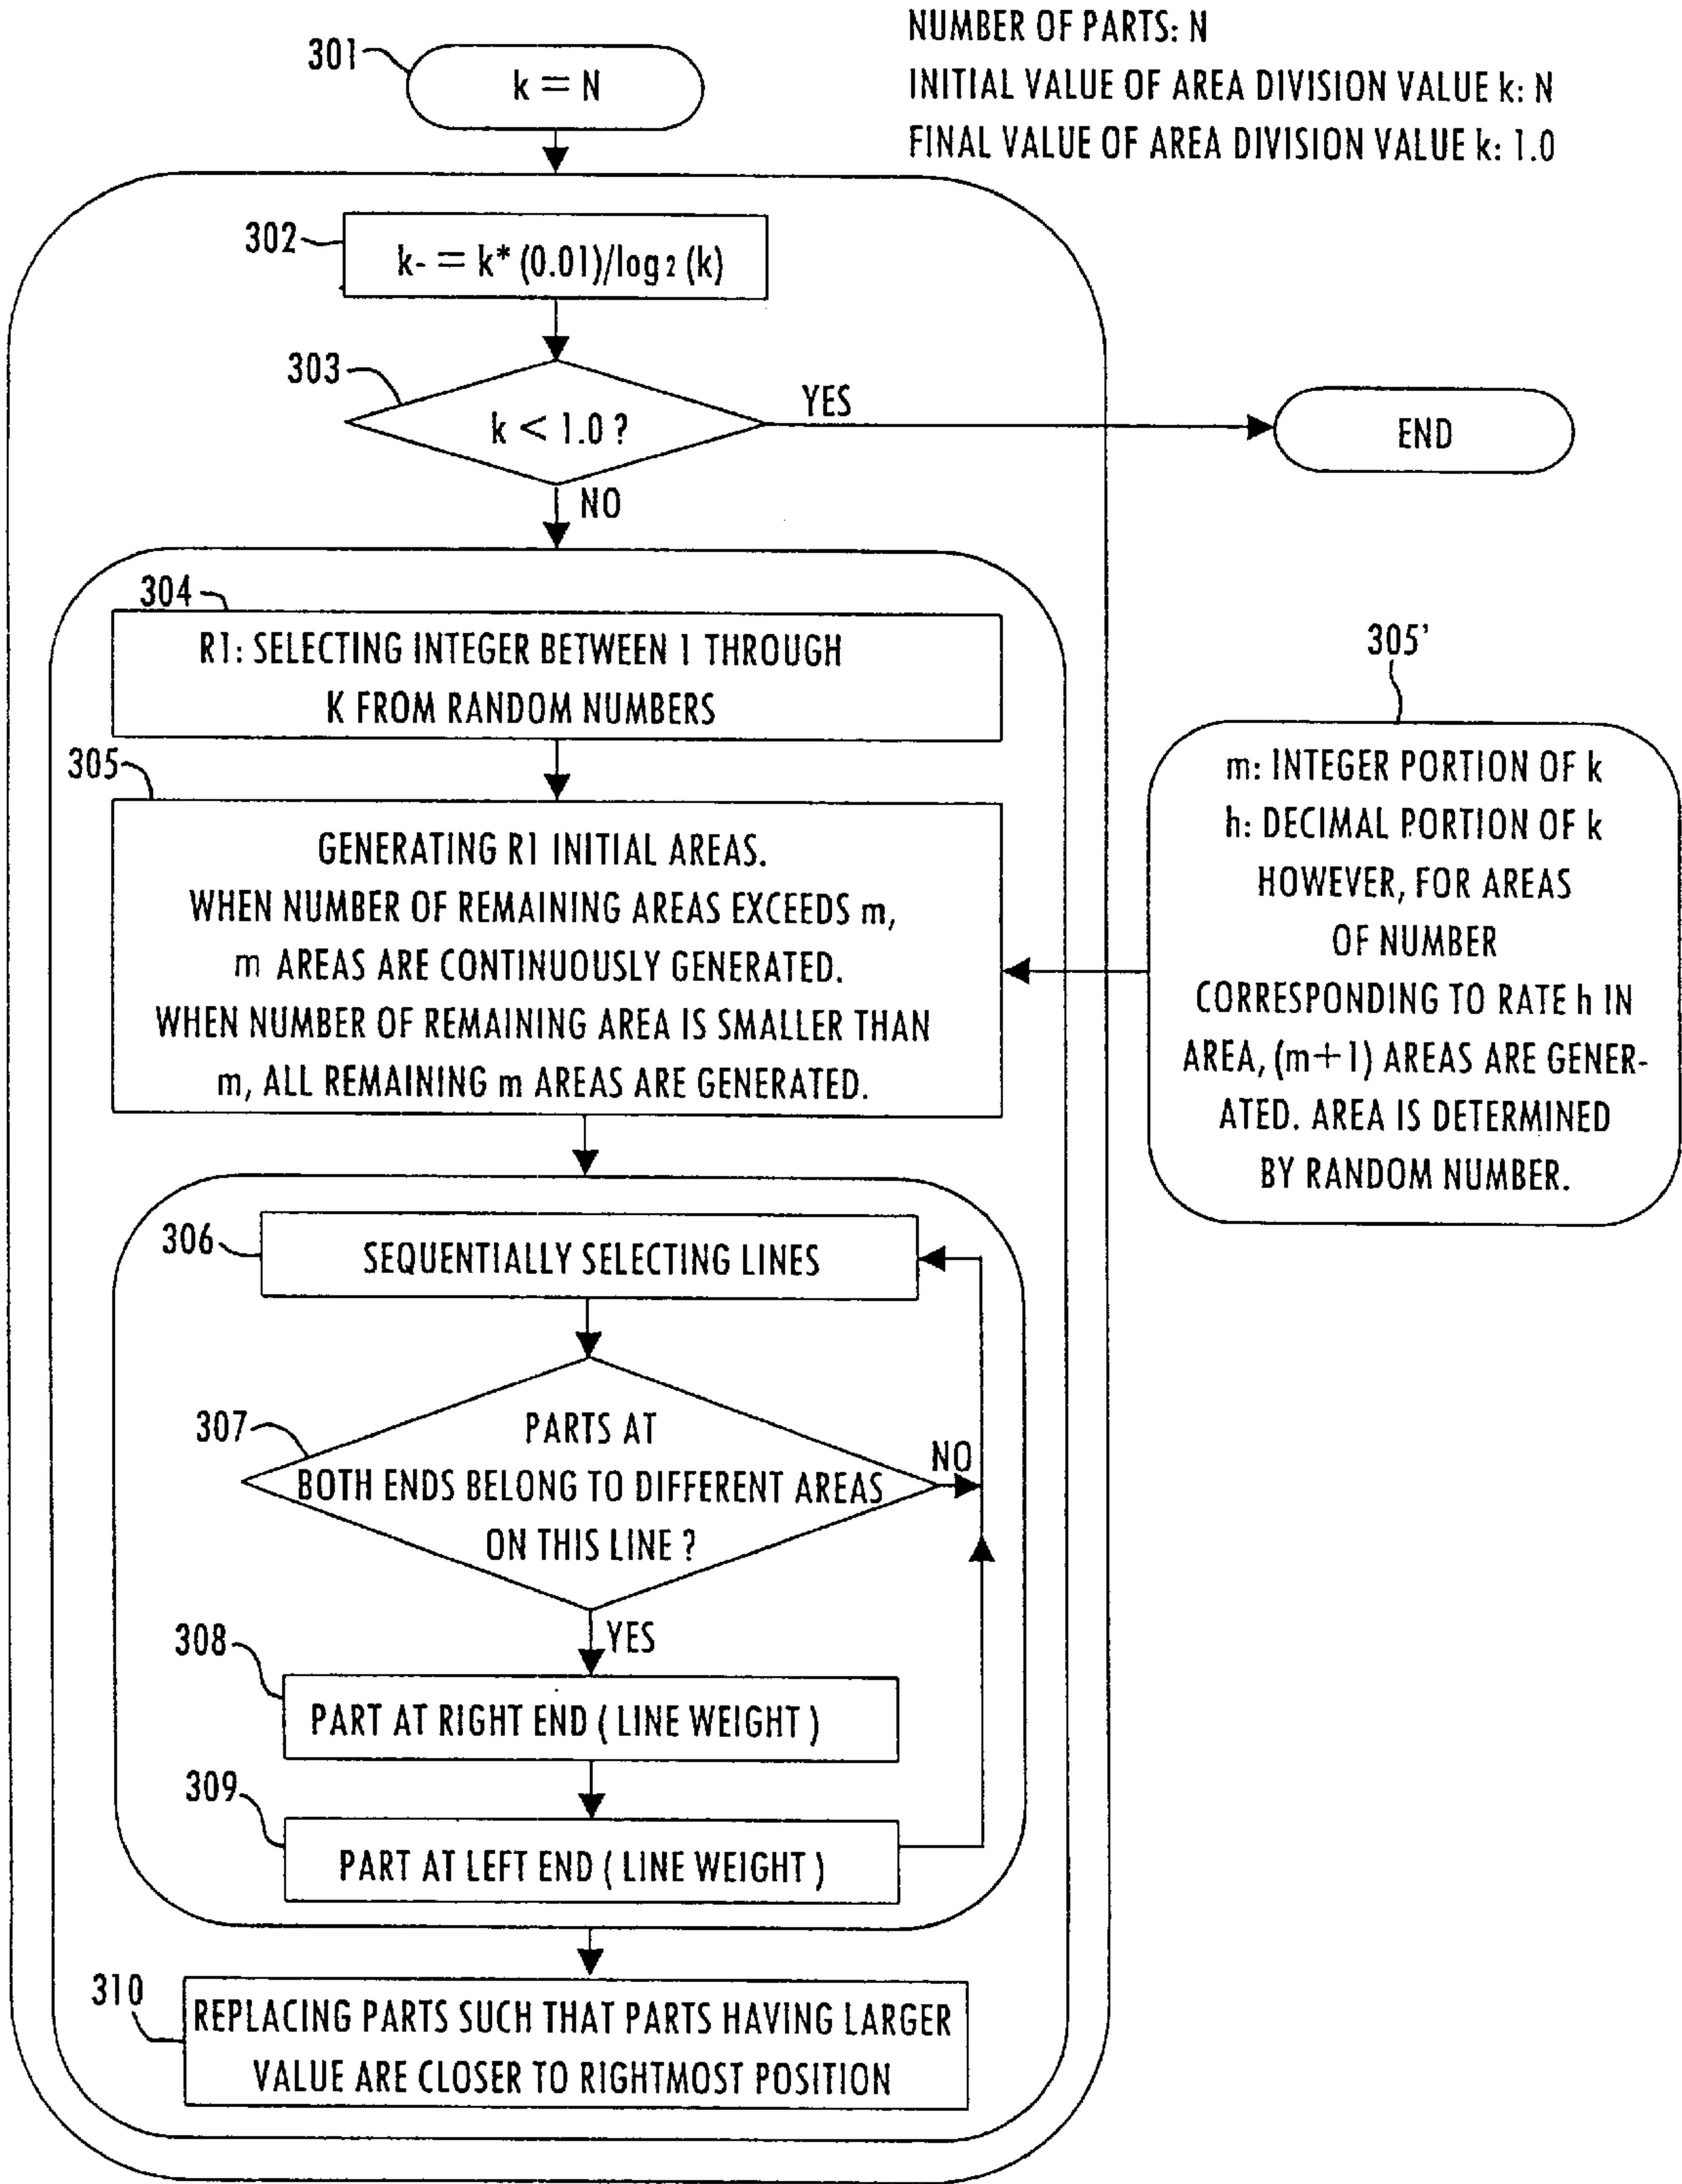 NUMBER OF PARTS: N
INITIAL VALUE OF AREA DIVISION VALUE k: N
FINAL VALUE OF AREA DIVISION VALUE k: 1.0
301
k = N
302
k- = k* (0.01)/log2 (k)
303
k < 1.0 ?
YES
END
NO
304
R1: SELECTING INTEGER BETWEEN 1 THROUGH
K FROM RANDOM NUMBERS
305
GENERATING R1 INITIAL AREAS.
WHEN NUMBER OF REMAINING AREAS EXCEEDS m,
m AREAS ARE CONTINUOUSLY GENERATED.
WHEN NUMBER OF REMAINING AREA IS SMALLER THAN
m, ALL REMAINING m AREAS ARE GENERATED.
305'
m: INTEGER PORTION OF k
h: DECIMAL PORTION OF k
HOWEVER, FOR AREAS
OF NUMBER
CORRESPONDING TO RATE h IN
AREA, (m+1) AREAS ARE GENER-
ATED. AREA IS DETERMINED
BY RANDOM NUMBER.
306
SEQUENTIALLY SELECTING LINES
307
PARTS AT
BOTH ENDS BELONG TO DIFFERENT AREAS
ON THIS LINE ?
NO
YES
308
PART AT RIGHT END ( LINE WEIGHT )
309
PART AT LEFT END ( LINE WEIGHT )
310
REPLACING PARTS SUCH THAT PARTS HAVING LARGER
VALUE ARE CLOSER TO RIGHTMOST POSITION